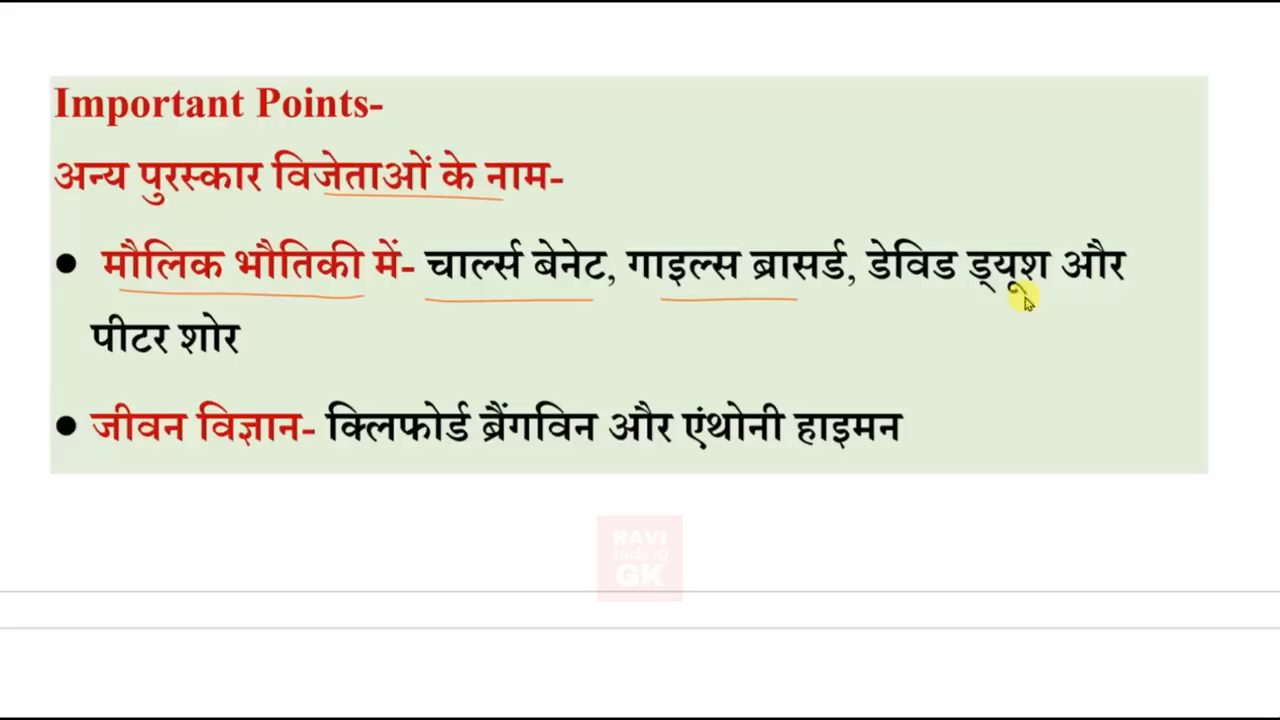 Important Points-
अन्य पुरस्कार विजेताओं के नाम-
● मौलिक भौतिकी में- चार्ल्स बेनेट, गाइल्स ब्रासर्ड, डेविड ड्यूश और
पीटर शोर
● जीवन विज्ञान- क्लिफोर्ड ब्रैंगविन और एंथोनी हाइमन
RAVI
Study IQ
GK